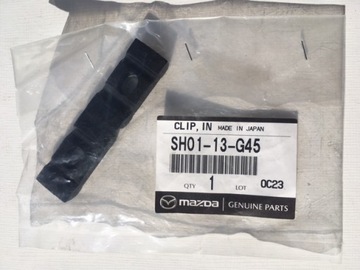 CLIP, IN MADE IN JAPAN
SH01-13-G45
QTY 1 LOT 0C23
mazda GENUINE PARTS